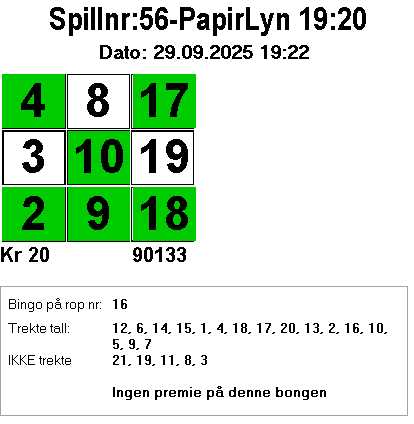 Spillnr:56-PapirLyn 19:20
Dato: 29.09.2025 19:22
4 8 17
3 10 19
2 9 18
Kr 20 90133
Bingo på rop nr: 16
Trekte tall: 12, 6, 14, 15, 1, 4, 18, 17, 20, 13, 2, 16, 10,
5, 9, 7
IKKE trekte 21, 19, 11, 8, 3
Ingen premie på denne bongen